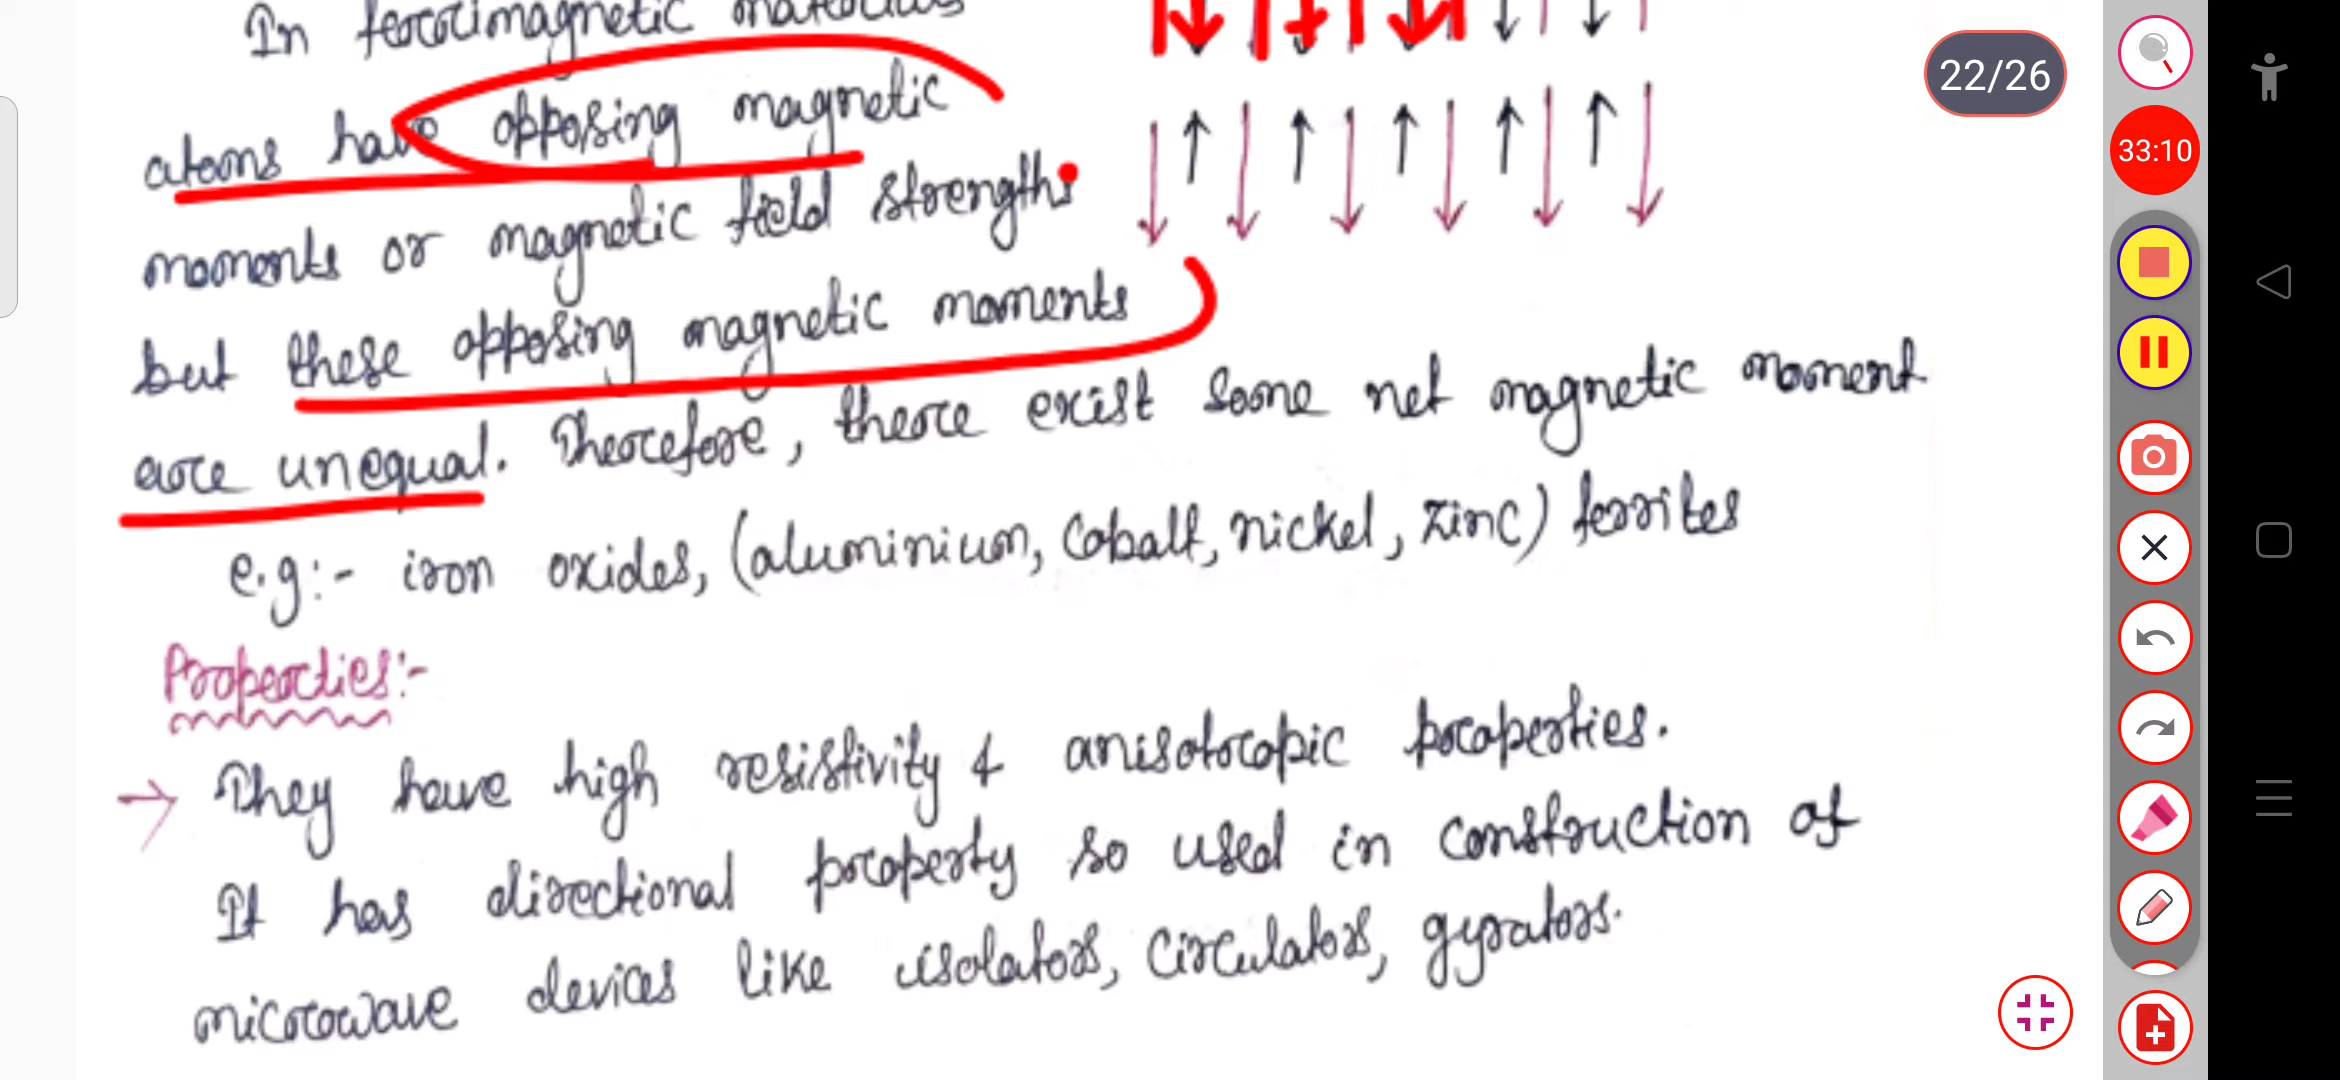 In ferrimagnetic materials
22/26
atoms have opposing magnetic
33:10
moments or magnetic field strengths
but these opposing magnetic moments
are unequal. Therefore, there exist some net magnetic moment
e.g:- iron oxides, (aluminium, Cobalt, nickel, zinc) ferrites
Properties:-
→ They have high resistivity & anisotropic properties.
It has directional property so used in construction of
microwave devices like isolators, Circulators, gyrators.